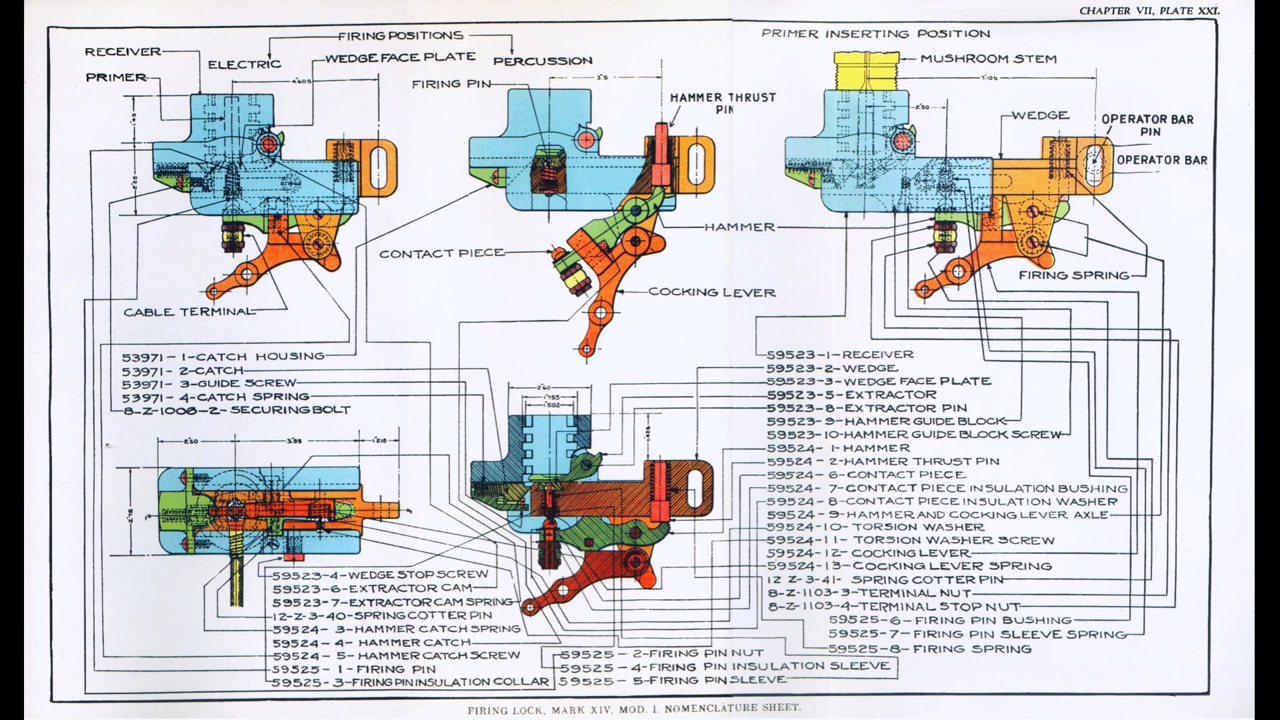 CHAPTER VII, PLATE XXI.
FIRING POSITIONS
PRIMER INSERTING POSITION
RECEIVER
ELECTRIC
WEDGE FACE PLATE
PERCUSSION
MUSHROOM STEM
PRIMER
FIRING PIN
HAMMER THRUST
PIN
WEDGE
OPERATOR BAR
PIN
OPERATOR BAR
HAMMER
CONTACT PIECE
FIRING SPRING
COCKING LEVER
CABLE TERMINAL
53971-1-CATCH HOUSING
53971-2-CATCH
53971-3-GUIDE SCREW
53971-4-CATCH SPRING
8-Z-1008-2-SECURING BOLT
59523-1-RECEIVER
59523-2-WEDGE
59523-3-WEDGE FACE PLATE
59523-5-EXTRACTOR
59523-8-EXTRACTOR PIN
59523-9-HAMMER GUIDE BLOCK
59523-10-HAMMER GUIDE BLOCK SCREW
59524-1-HAMMER
59524-2-HAMMER THRUST PIN
59524-6-CONTACT PIECE
59524-7-CONTACT PIECE INSULATION BUSHING
59524-8-CONTACT PIECE INSULATION WASHER
59524-9-HAMMER AND COCKING LEVER AXLE
59524-10-TORSION WASHER
59524-11-TORSION WASHER SCREW
59524-12-COCKING LEVER
59524-13-COCKING LEVER SPRING
12 Z-3-41-SPRING COTTER PIN
8-Z-1103-3-TERMINAL NUT
8-Z-1103-4-TERMINAL STOP NUT
59525-6-FIRING PIN BUSHING
59525-7-FIRING PIN SLEEVE SPRING
59525-8-FIRING SPRING
59523-4-WEDGE STOP SCREW
59523-6-EXTRACTOR CAM
59523-7-EXTRACTOR CAM SPRING
12-Z-3-40-SPRING COTTER PIN
59524-3-HAMMER CATCH SPRING
59524-4-HAMMER CATCH
59524-5-HAMMER CATCH SCREW
59525-1-FIRING PIN
59525-3-FIRING PIN INSULATION COLLAR
59525-2-FIRING PIN NUT
59525-4-FIRING PIN INSULATION SLEEVE
59525-5-FIRING PIN SLEEVE
FIRING LOCK, MARK XIV, MOD. 1. NOMENCLATURE SHEET.